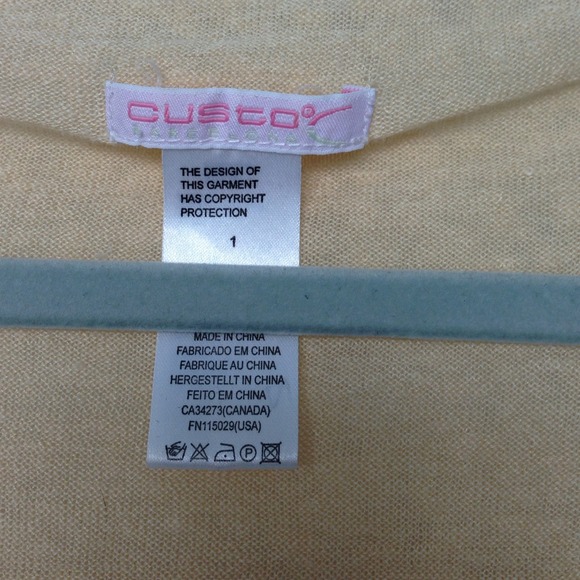 custo
BARCELONA
THE DESIGN OF
THIS GARMENT
HAS COPYRIGHT
PROTECTION
1
MADE IN CHINA
FABRICADO EM CHINA
FABRIQUE AU CHINA
HERGESTELLT IN CHINA
FEITO EM CHINA
CA34273(CANADA)
FN115029(USA)
P